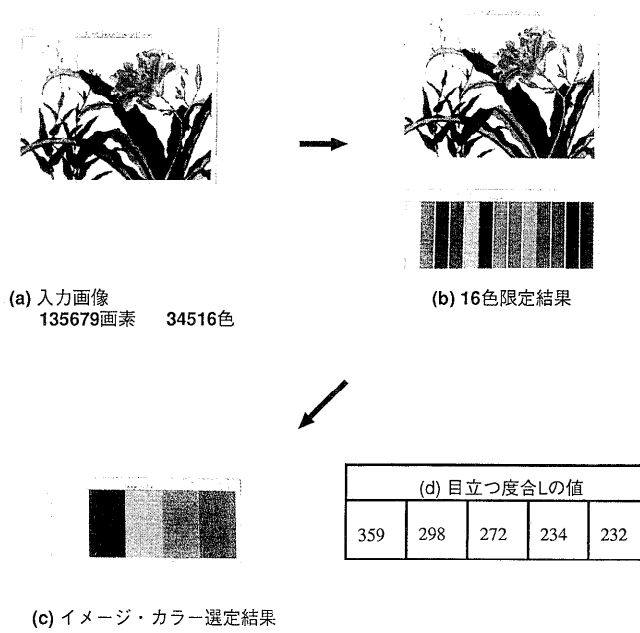 (a) 入力画像
135679画素 34516色
(b) 16色限定結果
(d) 目立つ度合Lの値
359 298 272 234 232
(c) イメージ・カラー選定結果